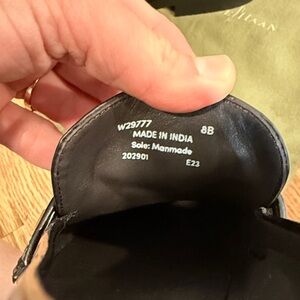 W29777 8B
MADE IN INDIA
Sole: Manmade
202901 E23